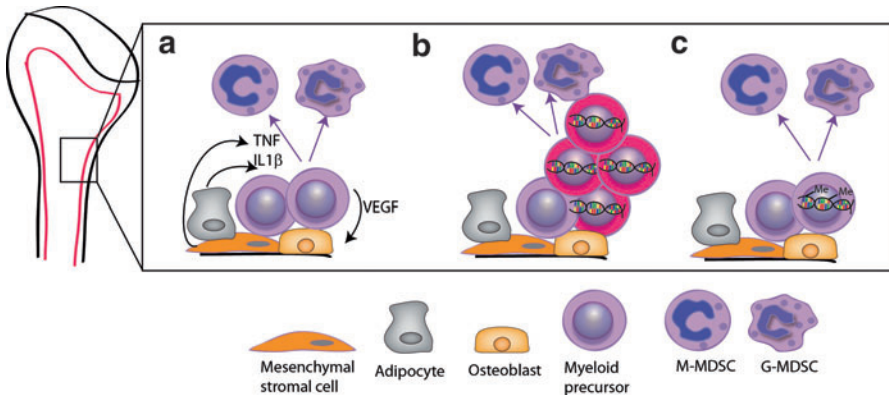 a
b
c
TNF
IL1β
VEGF
Me
Me
Mesenchymal
stromal cell
Adipocyte
Osteoblast
Myeloid
precursor
M-MDSC
G-MDSC